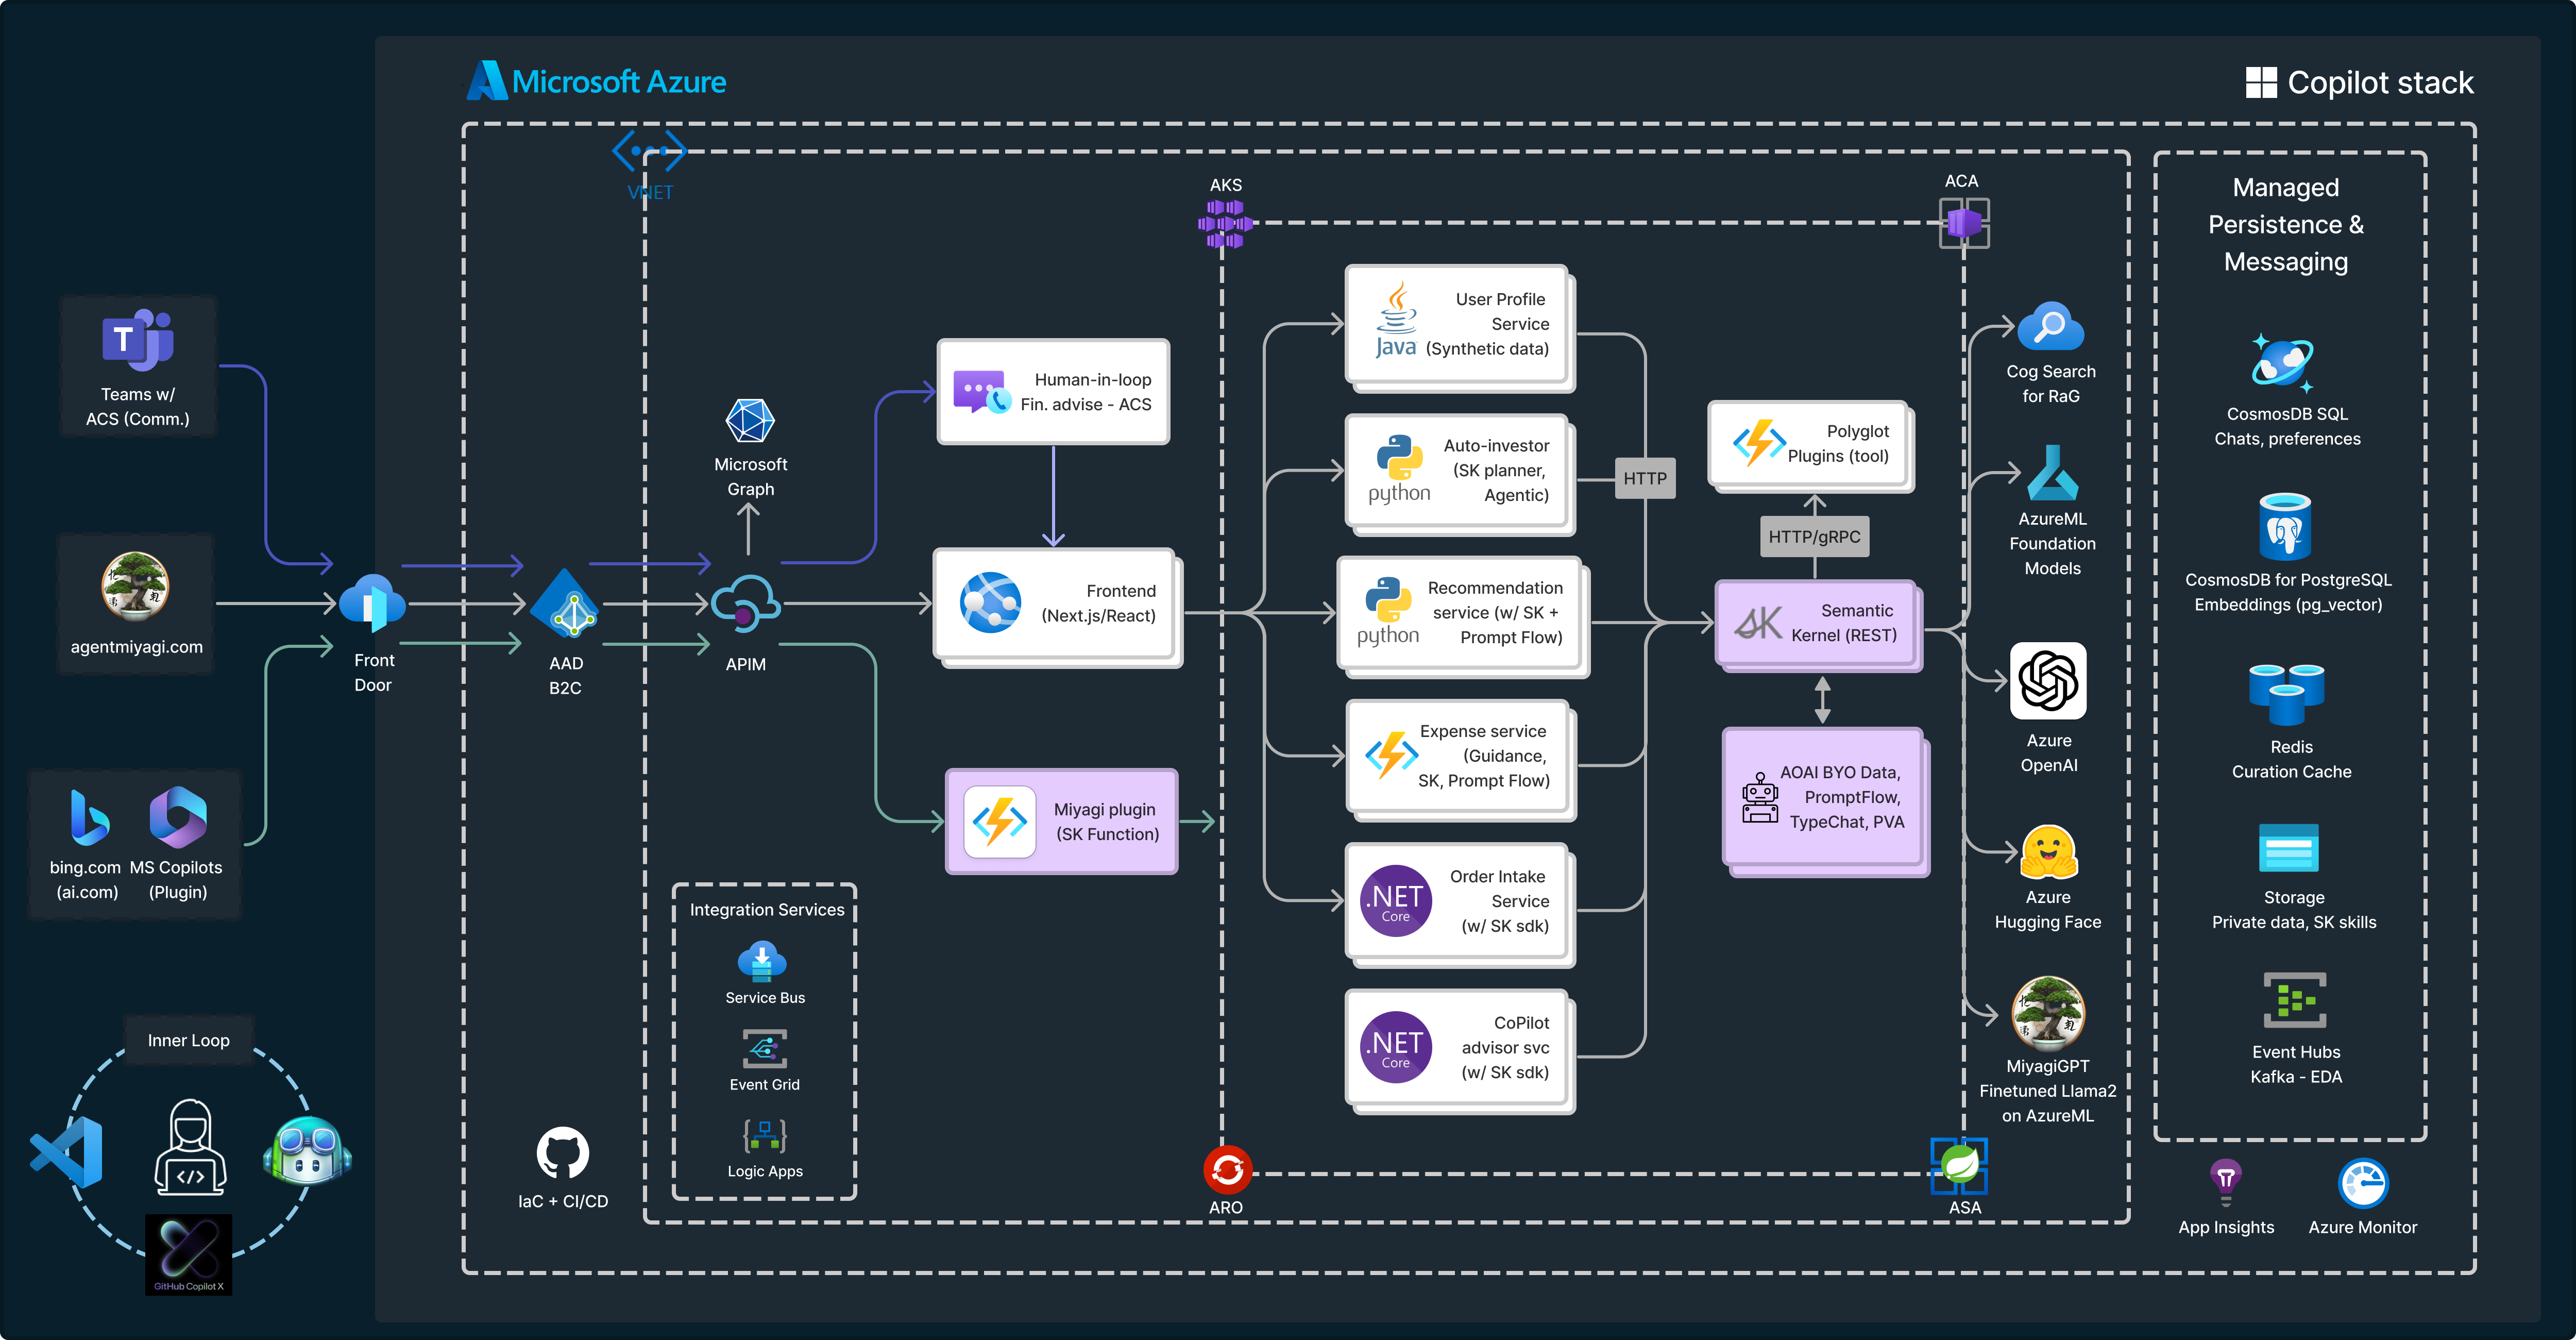 Microsoft Azure
Copilot stack
VNET
AKS
ACA
Managed
Persistence &
Messaging
T
Teams w/
ACS (Comm.)
agentmiyagi.com
bing.com
(ai.com)
MS Copilots
(Plugin)
Front
Door
AAD
B2C
Microsoft
Graph
APIM
Human-in-loop
Fin. advise - ACS
Frontend
(Next.js/React)
Miyagi plugin
(SK Function)
Integration Services
Service Bus
Event Grid
Logic Apps
Java
User Profile
Service
(Synthetic data)
python
Auto-investor
(SK planner,
Agentic)
python
Recommendation
service (w/ SK +
Prompt Flow)
Expense service
(Guidance,
SK, Prompt Flow)
.NET
Core
Order Intake
Service
(w/ SK sdk)
.NET
Core
CoPilot
advisor svc
(w/ SK sdk)
HTTP
Polyglot
Plugins (tool)
HTTP/gRPC
SK
Semantic
Kernel (REST)
AOAI BYO Data,
PromptFlow,
TypeChat, PVA
Cog Search
for RaG
AzureML
Foundation
Models
Azure
OpenAI
Azure
Hugging Face
MiyagiGPT
Finetuned Llama2
on AzureML
CosmosDB SQL
Chats, preferences
CosmosDB for PostgreSQL
Embeddings (pg_vector)
Redis
Curation Cache
Storage
Private data, SK skills
Event Hubs
Kafka - EDA
Inner Loop
</>
GitHub Copilot X
IaC + CI/CD
ARO
ASA
App Insights
Azure Monitor